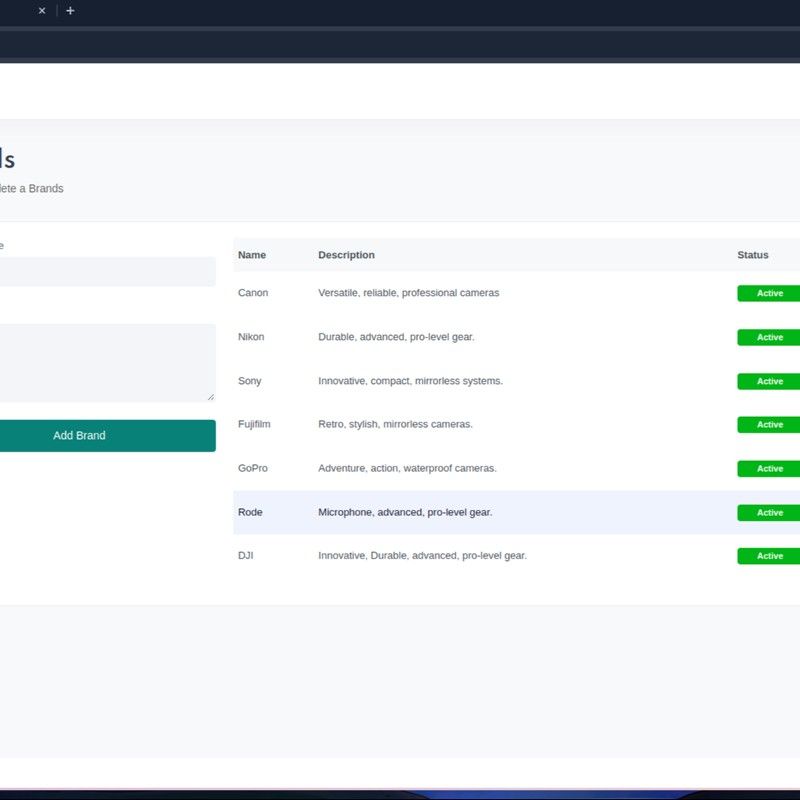 ls
lete a Brands
e
Add Brand
Name Description Status
Canon Versatile, reliable, professional cameras Active
Nikon Durable, advanced, pro-level gear. Active
Sony Innovative, compact, mirrorless systems. Active
Fujifilm Retro, stylish, mirrorless cameras. Active
GoPro Adventure, action, waterproof cameras. Active
Rode Microphone, advanced, pro-level gear. Active
DJI Innovative, Durable, advanced, pro-level gear. Active